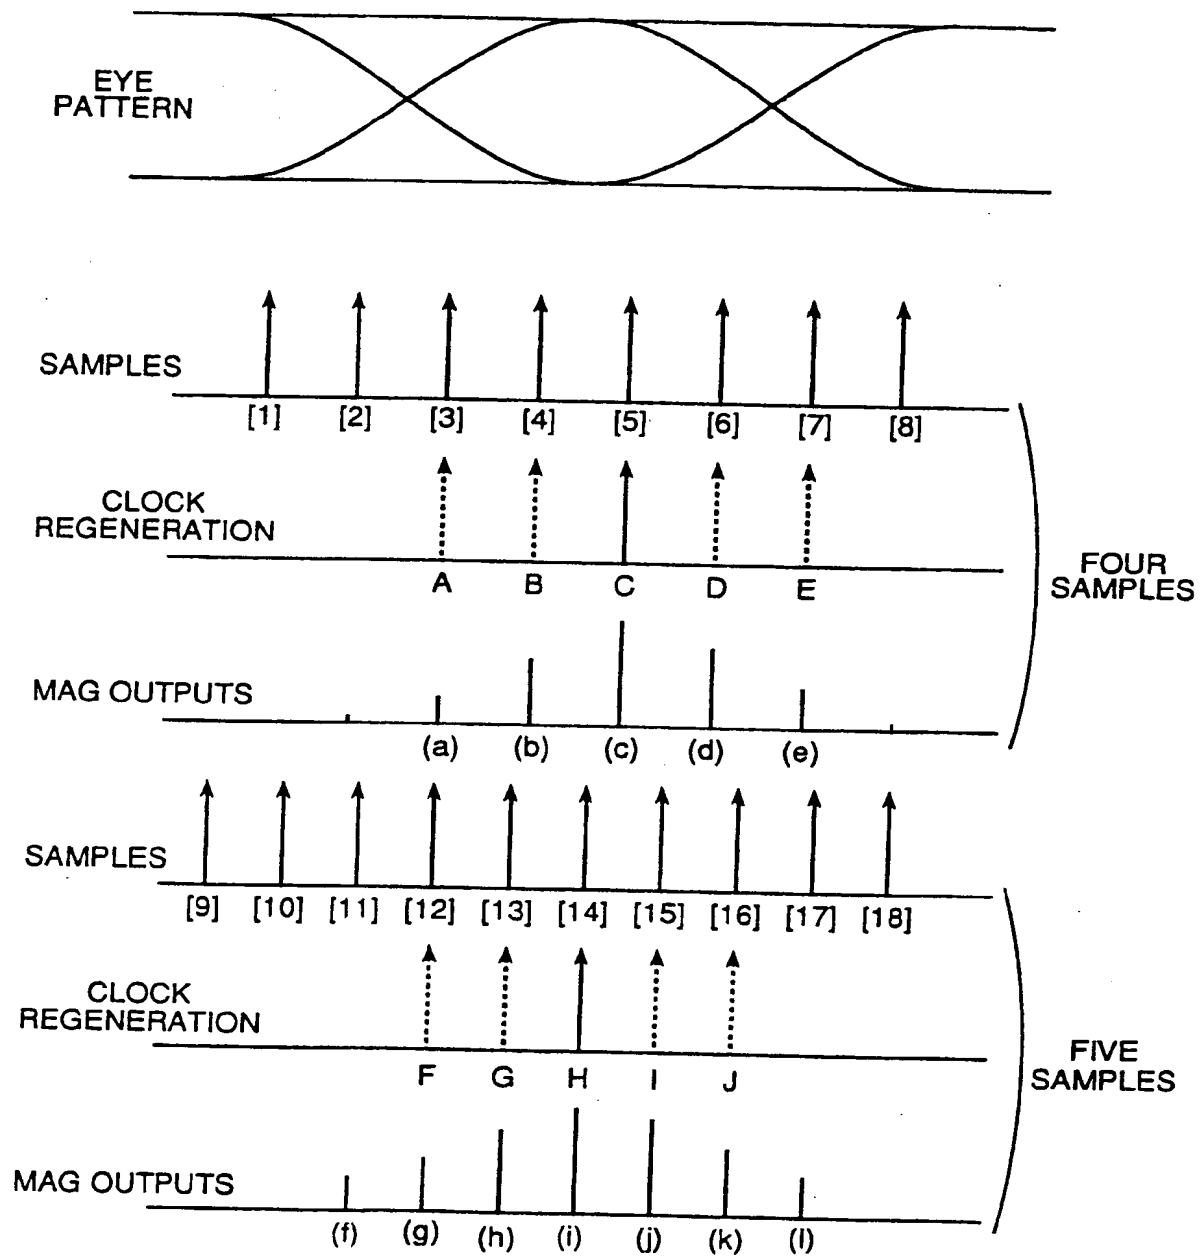 EYE
PATTERN
SAMPLES
[1] [2] [3] [4] [5] [6] [7] [8]
CLOCK
REGENERATION
A B C D E
FOUR
SAMPLES
MAG OUTPUTS
(a) (b) (c) (d) (e)
SAMPLES
[9] [10] [11] [12] [13] [14] [15] [16] [17] [18]
CLOCK
REGENERATION
F G H I J
FIVE
SAMPLES
MAG OUTPUTS
(f) (g) (h) (i) (j) (k) (l)